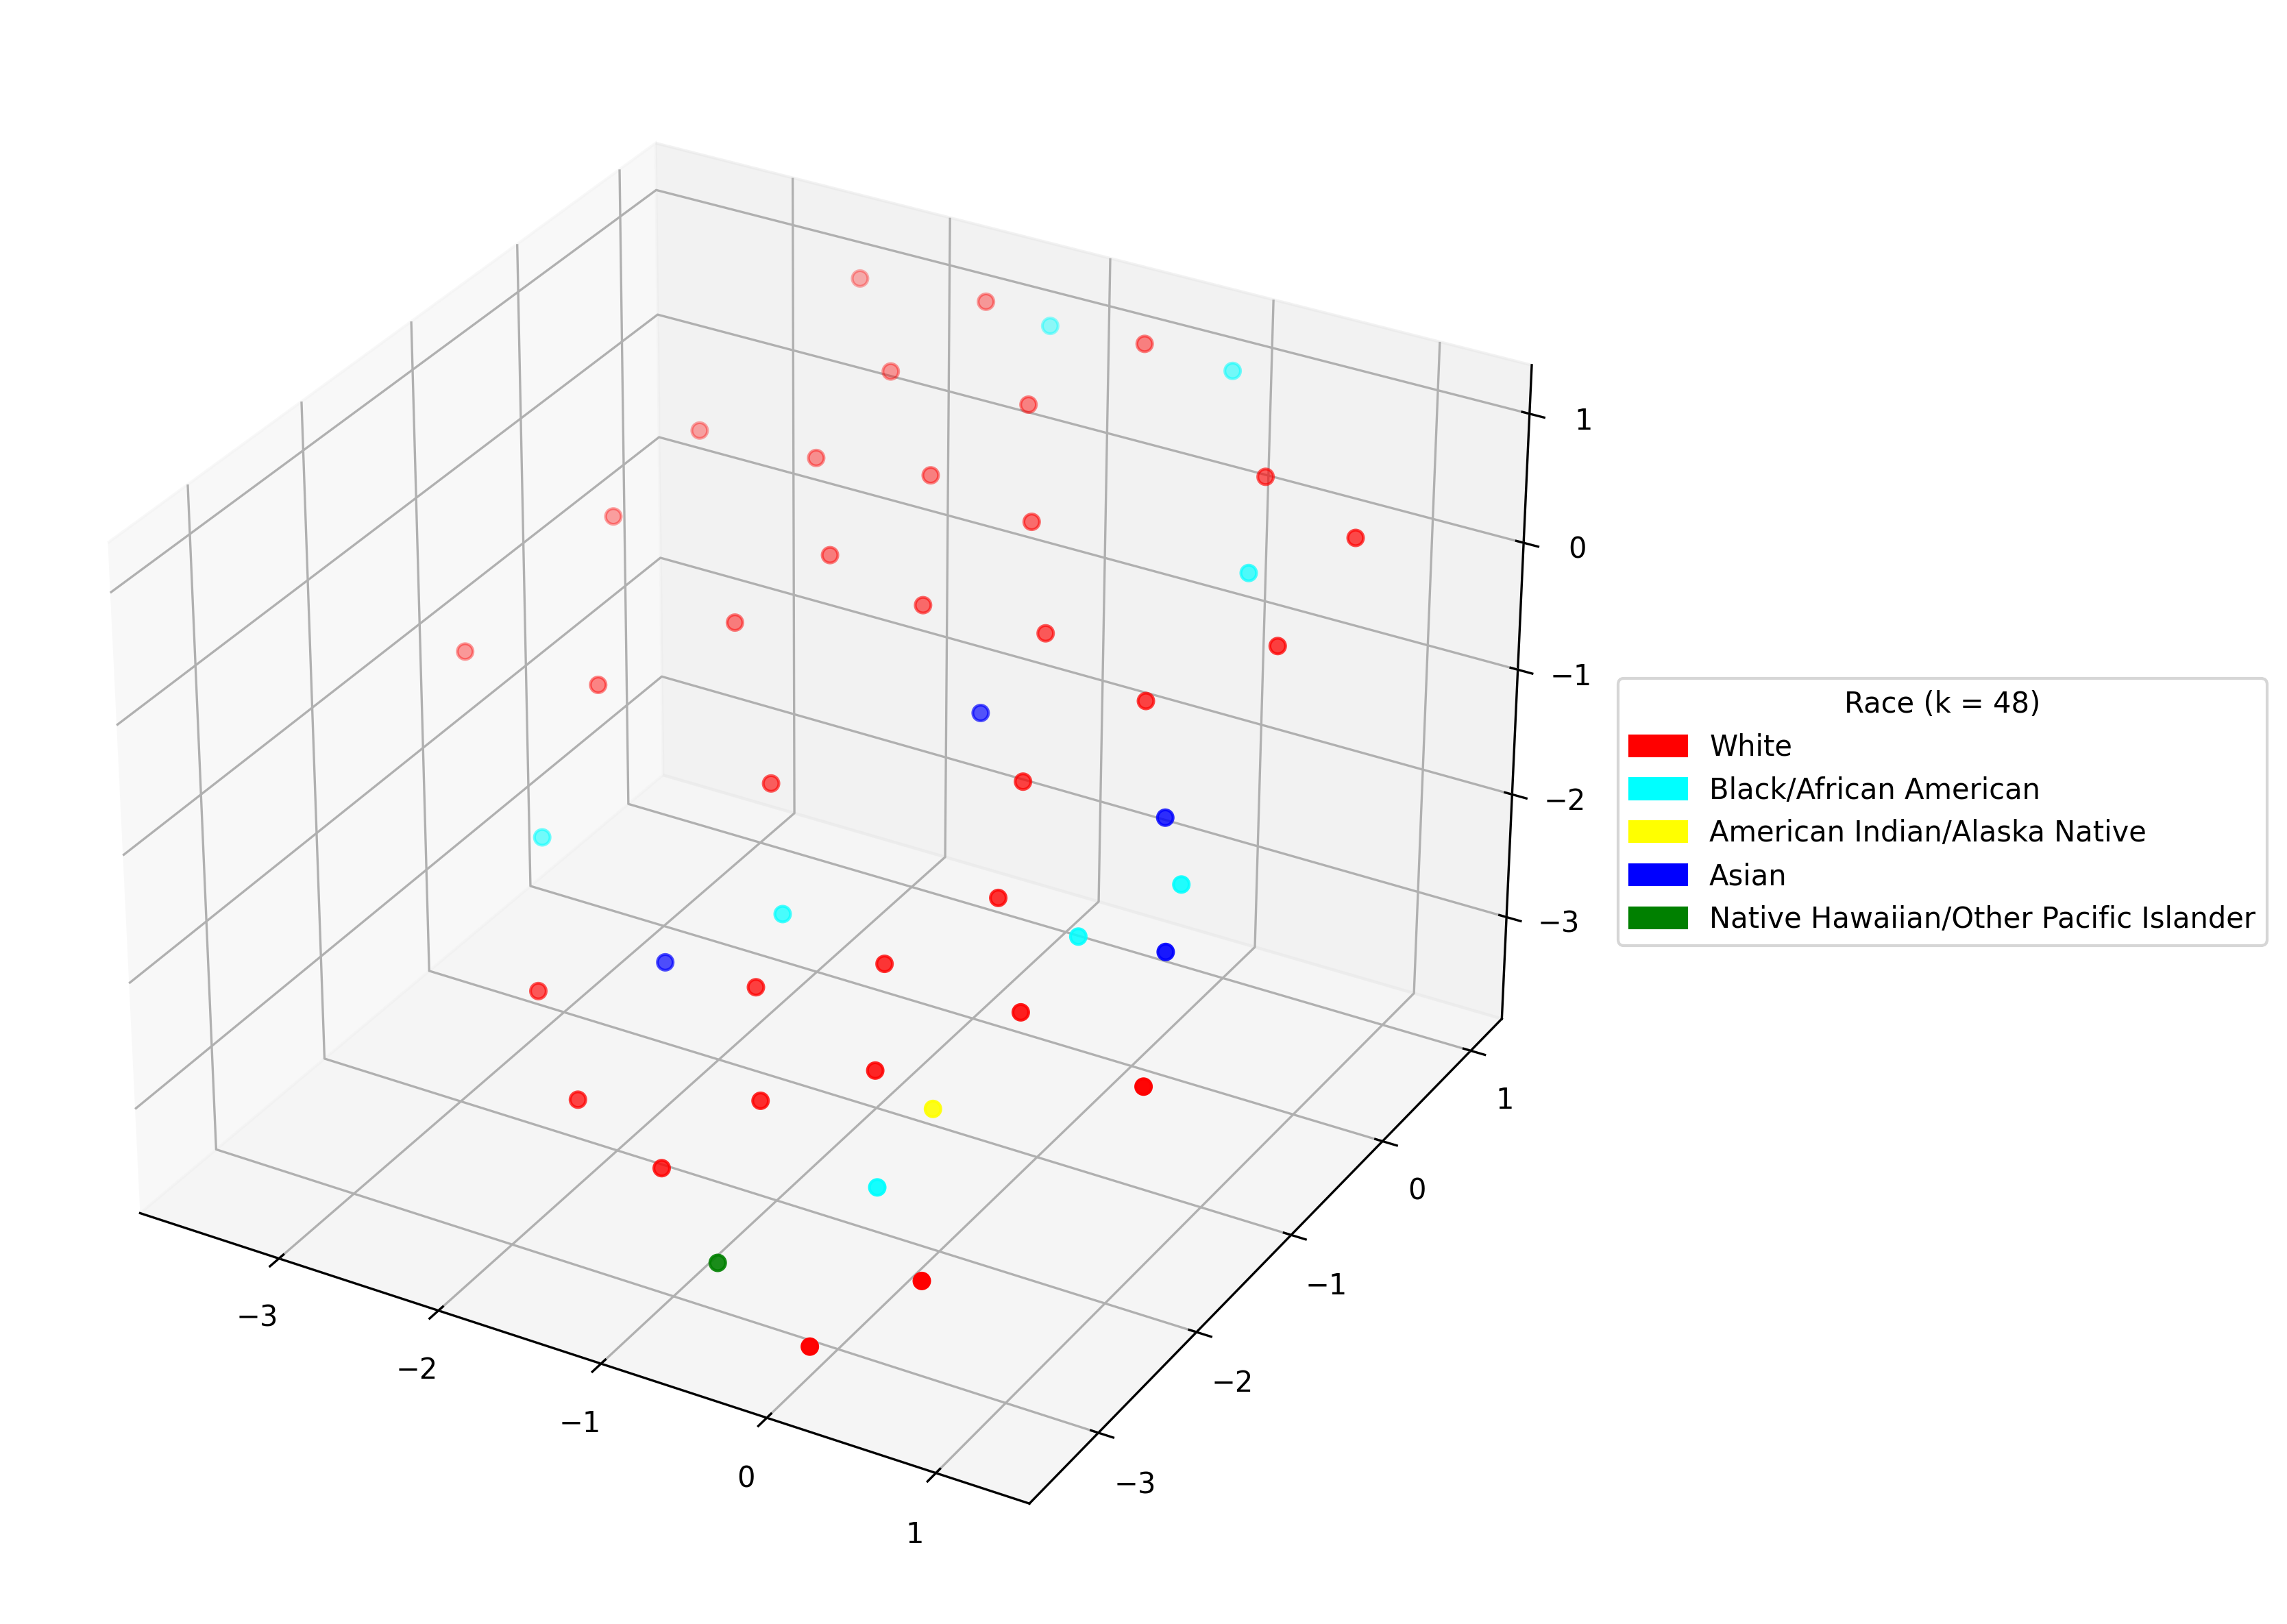 1
0
−1
−2
−3
Race (k = 48)
White
Black/African American
American Indian/Alaska Native
Asian
Native Hawaiian/Other Pacific Islander
1
0
−1
−2
−3
−3
−2
−1
0
1